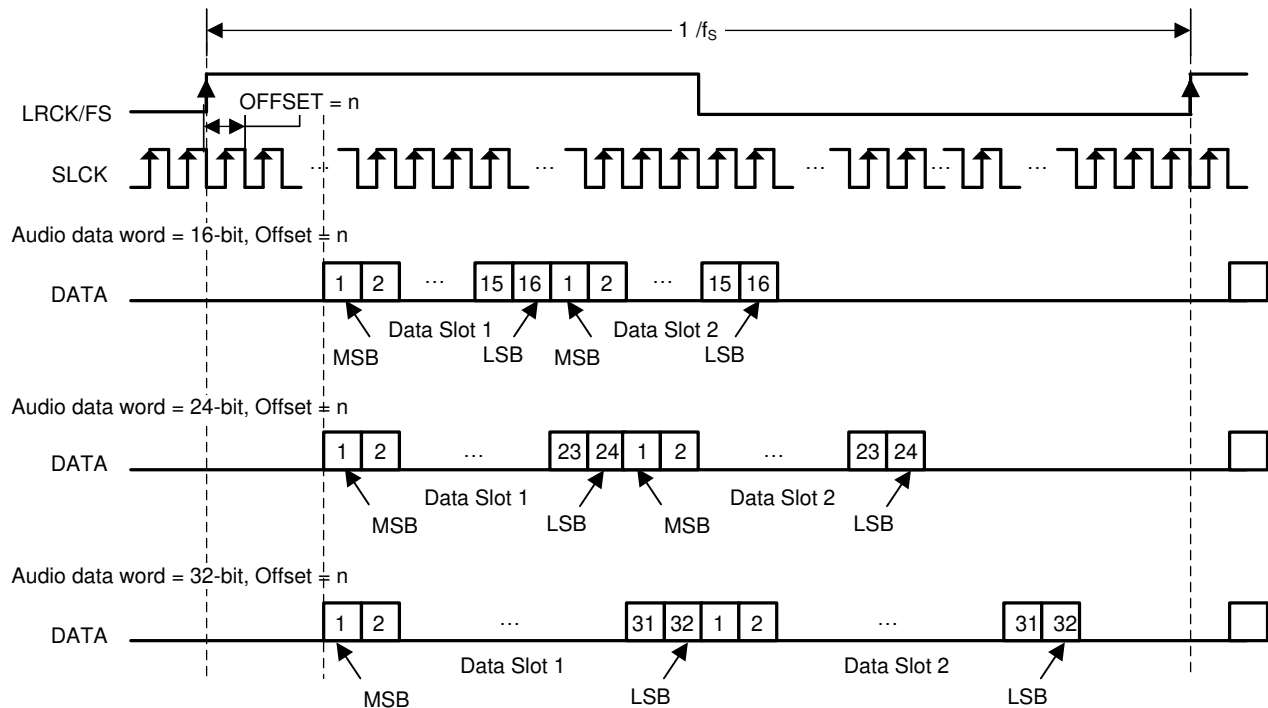 1 /fS
LRCK/FS
OFFSET = n
SLCK
... ... ... ... ...
Audio data word = 16-bit, Offset = n
DATA
1 2 ... 15 16 1 2 ... 15 16
Data Slot 1 Data Slot 2
MSB LSB MSB LSB
Audio data word = 24-bit, Offset = n
DATA
1 2 ... 23 24 1 2 ... 23 24
Data Slot 1 Data Slot 2
MSB LSB MSB LSB
Audio data word = 32-bit, Offset = n
DATA
1 2 ... 31 32 1 2 ... 31 32
Data Slot 1 Data Slot 2
MSB LSB LSB